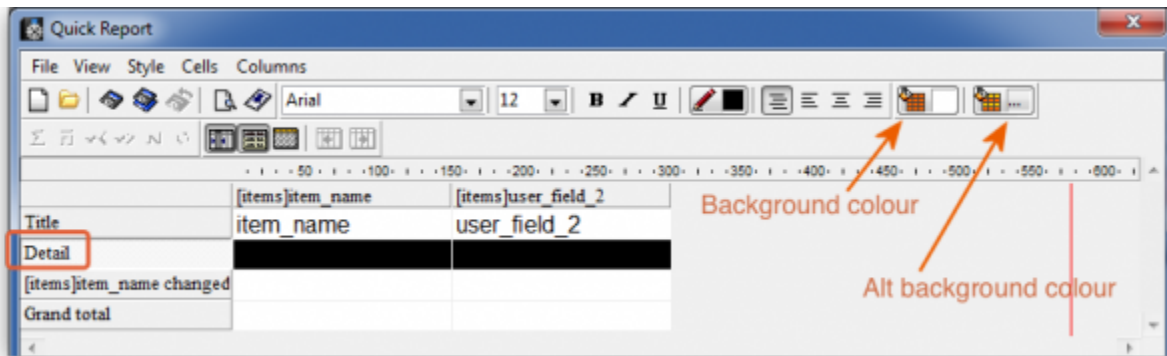 Quick Report
File View Style Cells Columns
Arial 12 B I U ...
50 100 150 200 250 300 350 400 450 500 550 600
[items]item_name [items]user_field_2
Background colour
Title item_name user_field_2
Detail
[items]item_name changed
Alt background colour
Grand total